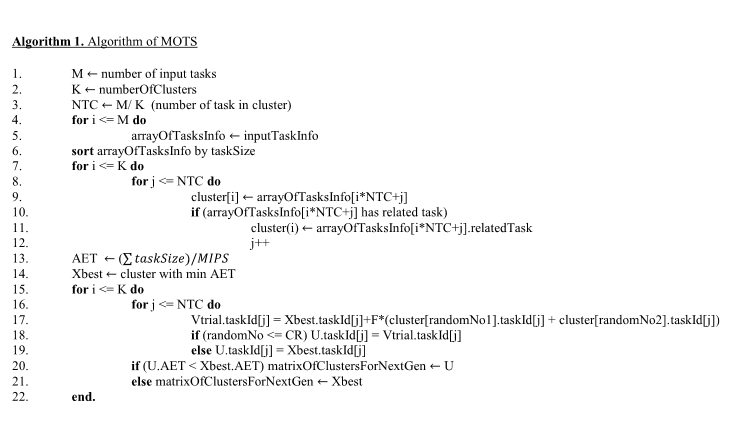 Algorithm 1. Algorithm of MOTS
1. M ← number of input tasks
2. K ← numberOfClusters
3. NTC ← M/ K (number of task in cluster)
4. for i <= M do
5. arrayOfTasksInfo ← inputTaskInfo
6. sort arrayOfTasksInfo by taskSize
7. for i <= K do
8. for j <= NTC do
9. cluster[i] ← arrayOfTasksInfo[i*NTC+j]
10. if (arrayOfTasksInfo[i*NTC+j] has related task)
11. cluster(i) ← arrayOfTasksInfo[i*NTC+j].relatedTask
12. j++
13. AET ← (∑ taskSize)/MIPS
14. Xbest ← cluster with min AET
15. for i <= K do
16. for j <= NTC do
17. Vtrial.taskId[j] = Xbest.taskId[j]+F*(cluster[randomNo1].taskId[j] + cluster[randomNo2].taskId[j])
18. if (randomNo <= CR) U.taskId[j] = Vtrial.taskId[j]
19. else U.taskId[j] = Xbest.taskId[j]
20. if (U.AET < Xbest.AET) matrixOfClustersForNextGen ← U
21. else matrixOfClustersForNextGen ← Xbest
22. end.